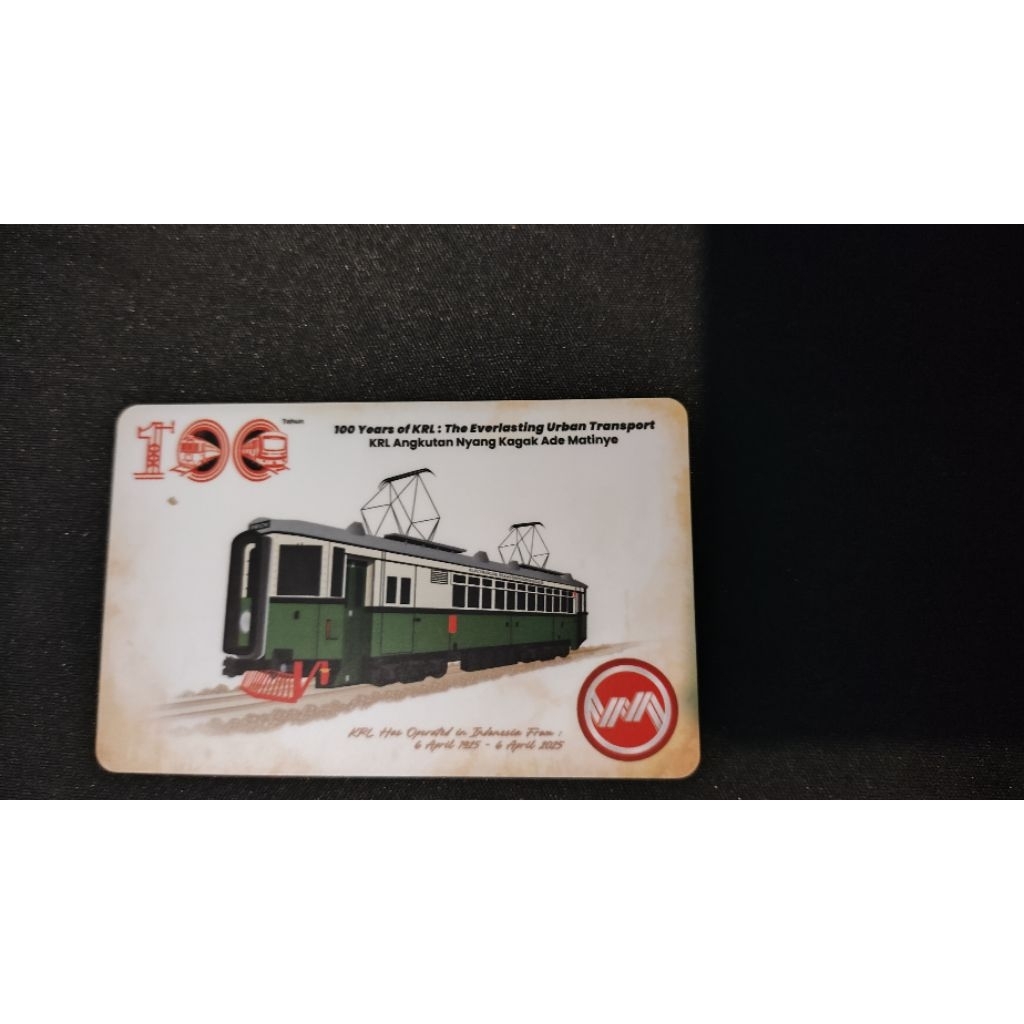 100
Tahun
100 Years of KRL : The Everlasting Urban Transport
KRL Angkutan Nyang Kagak Ade Matinye
KRL Has Operated in Indonesia From :
6 April 1925 - 6 April 2025